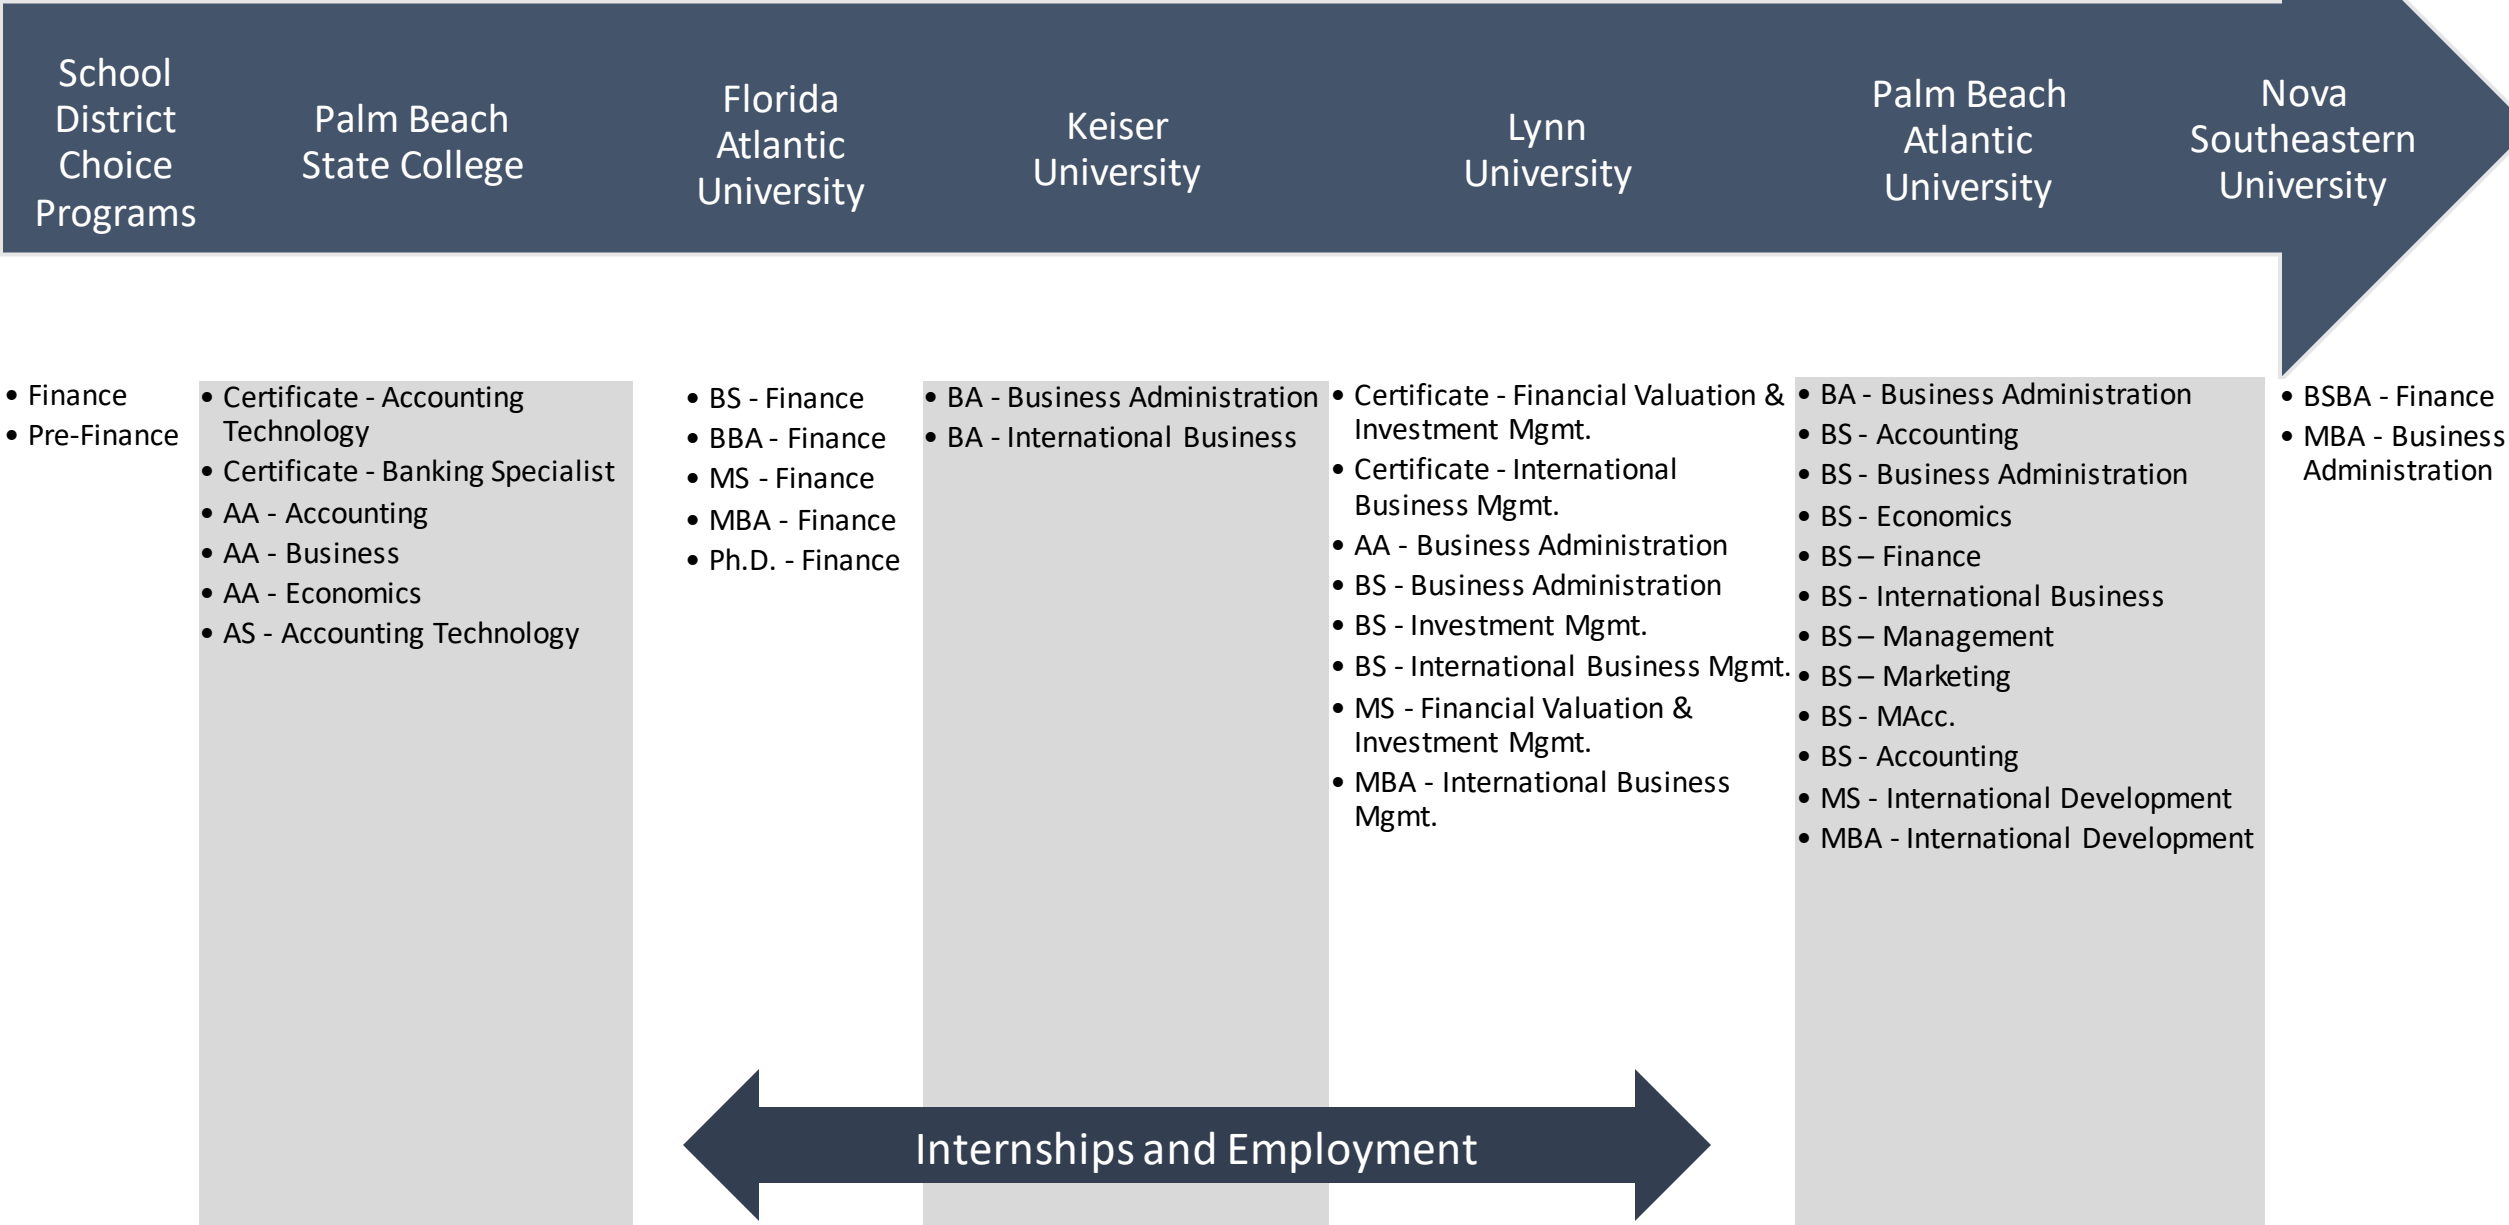 School
District
Choice
Programs
Palm Beach
State College
Florida
Atlantic
University
Keiser
University
Lynn
University
Palm Beach
Atlantic
University
Nova
Southeastern
University
• Finance
• Pre-Finance
• Certificate - Accounting
Technology
• Certificate - Banking Specialist
• AA - Accounting
• AA - Business
• AA - Economics
• AS - Accounting Technology
• BS - Finance
• BBA - Finance
• MS - Finance
• MBA - Finance
• Ph.D. - Finance
• BA - Business Administration
• BA - International Business
• Certificate - Financial Valuation &
Investment Mgmt.
• Certificate - International
Business Mgmt.
• AA - Business Administration
• BS - Business Administration
• BS - Investment Mgmt.
• BS - International Business Mgmt.
• MS - Financial Valuation &
Investment Mgmt.
• MBA - International Business
Mgmt.
• BA - Business Administration
• BS - Accounting
• BS - Business Administration
• BS - Economics
• BS – Finance
• BS - International Business
• BS – Management
• BS – Marketing
• BS - MAcc.
• BS - Accounting
• MS - International Development
• MBA - International Development
• BSBA - Finance
• MBA - Business
Administration
Internships and Employment